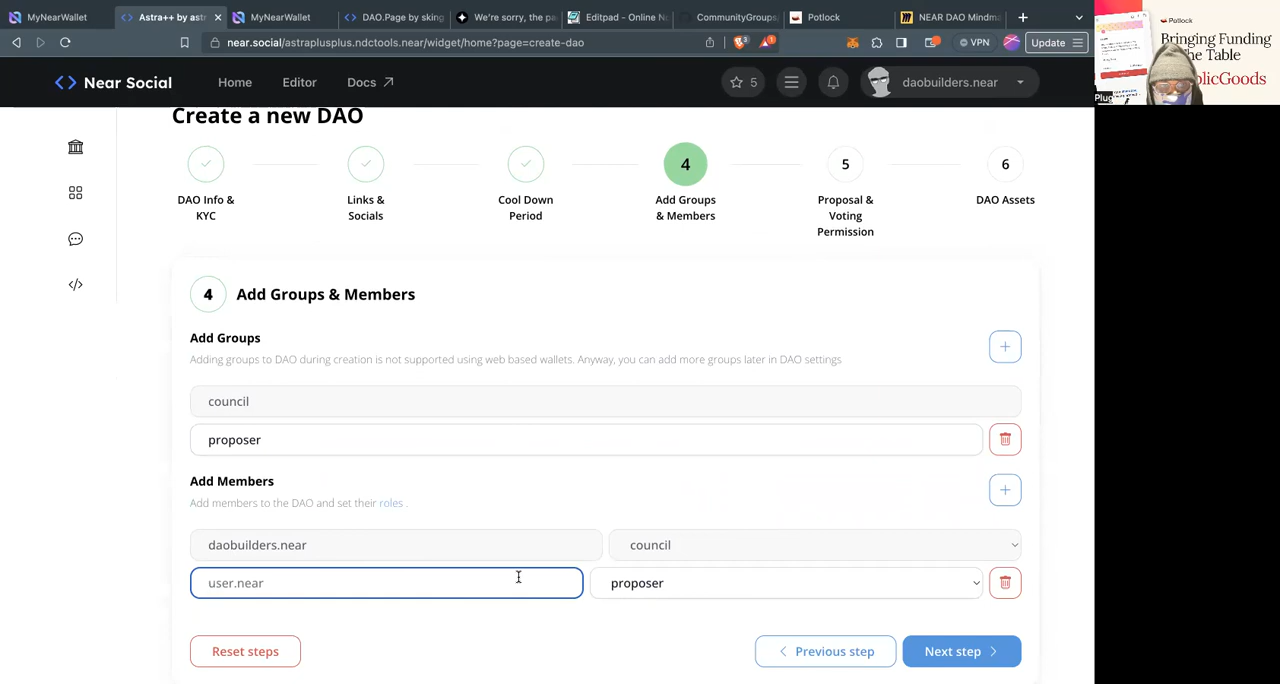 MyNearWallet
Astra++ by astr
MyNearWallet
DAO.Page by sking
We're sorry, the pa
Editpad - Online No
CommunityGroups
Potlock
NEAR DAO Mindma
near.social/astraplusplus.ndctools.near/widget/home?page=create-dao
3
1
VPN
Update
Potlock
Bringing Funding
The Table
blicGoods
Near Social
Home
Editor
Docs
5
daobuilders.near
Create a new DAO
4
5
6
DAO Info &
KYC
Links &
Socials
Cool Down
Period
Add Groups
& Members
Proposal &
Voting
Permission
DAO Assets
4
Add Groups & Members
Add Groups
Adding groups to DAO during creation is not supported using web based wallets. Anyway, you can add more groups later in DAO settings
council
proposer
Add Members
Add members to the DAO and set their roles .
daobuilders.near
council
user.near
proposer
Reset steps
Previous step
Next step